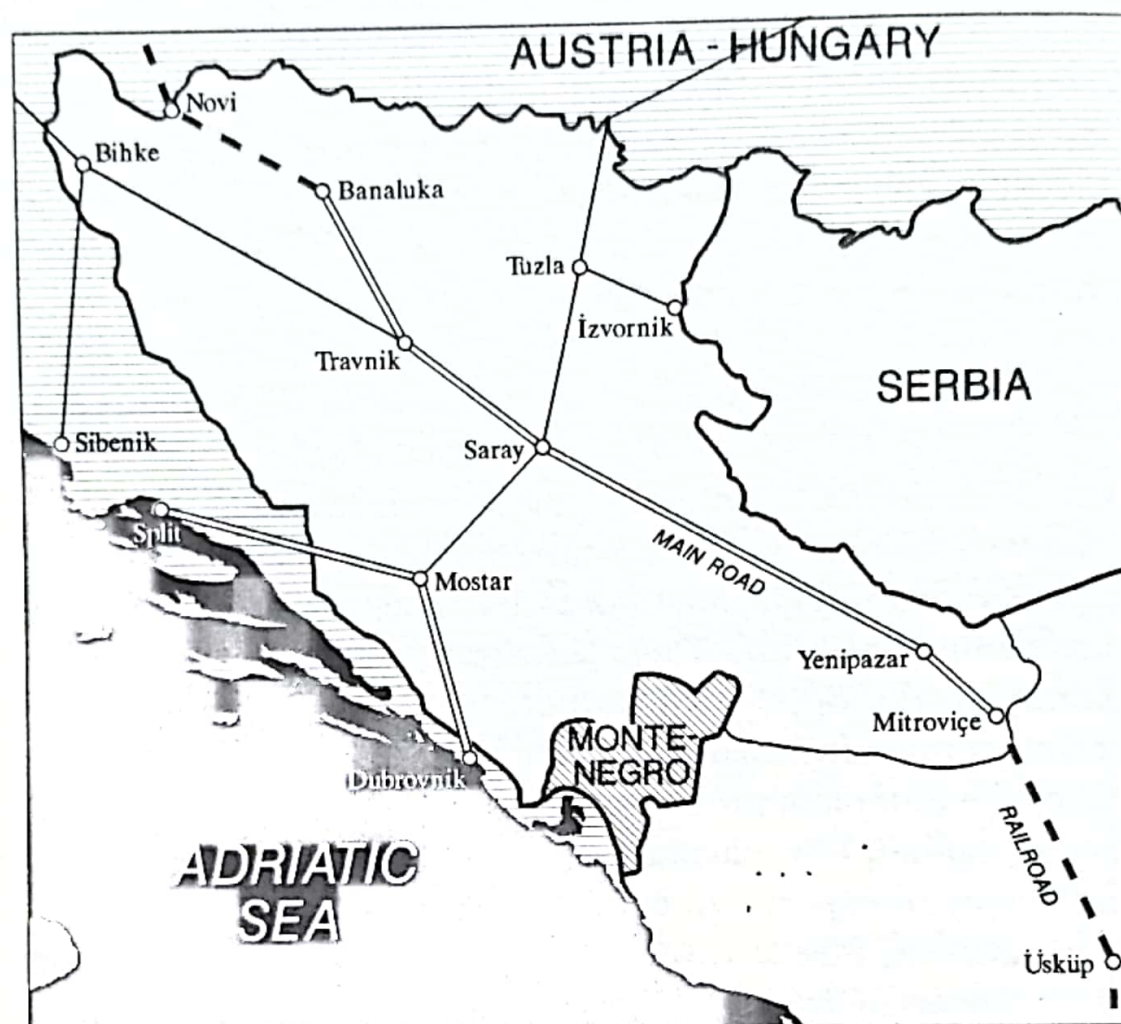 AUSTRIA - HUNGARY
Novi
Bihke
Banaluka
Tuzla
İzvornik
Travnik
SERBIA
Saray
Sibenik
Split
MAIN ROAD
Mostar
Yenipazar
Mitroviçe
MONTE-
NEGRO
Dubrovnik
RAILROAD
ADRIATIC
SEA
Üsküp